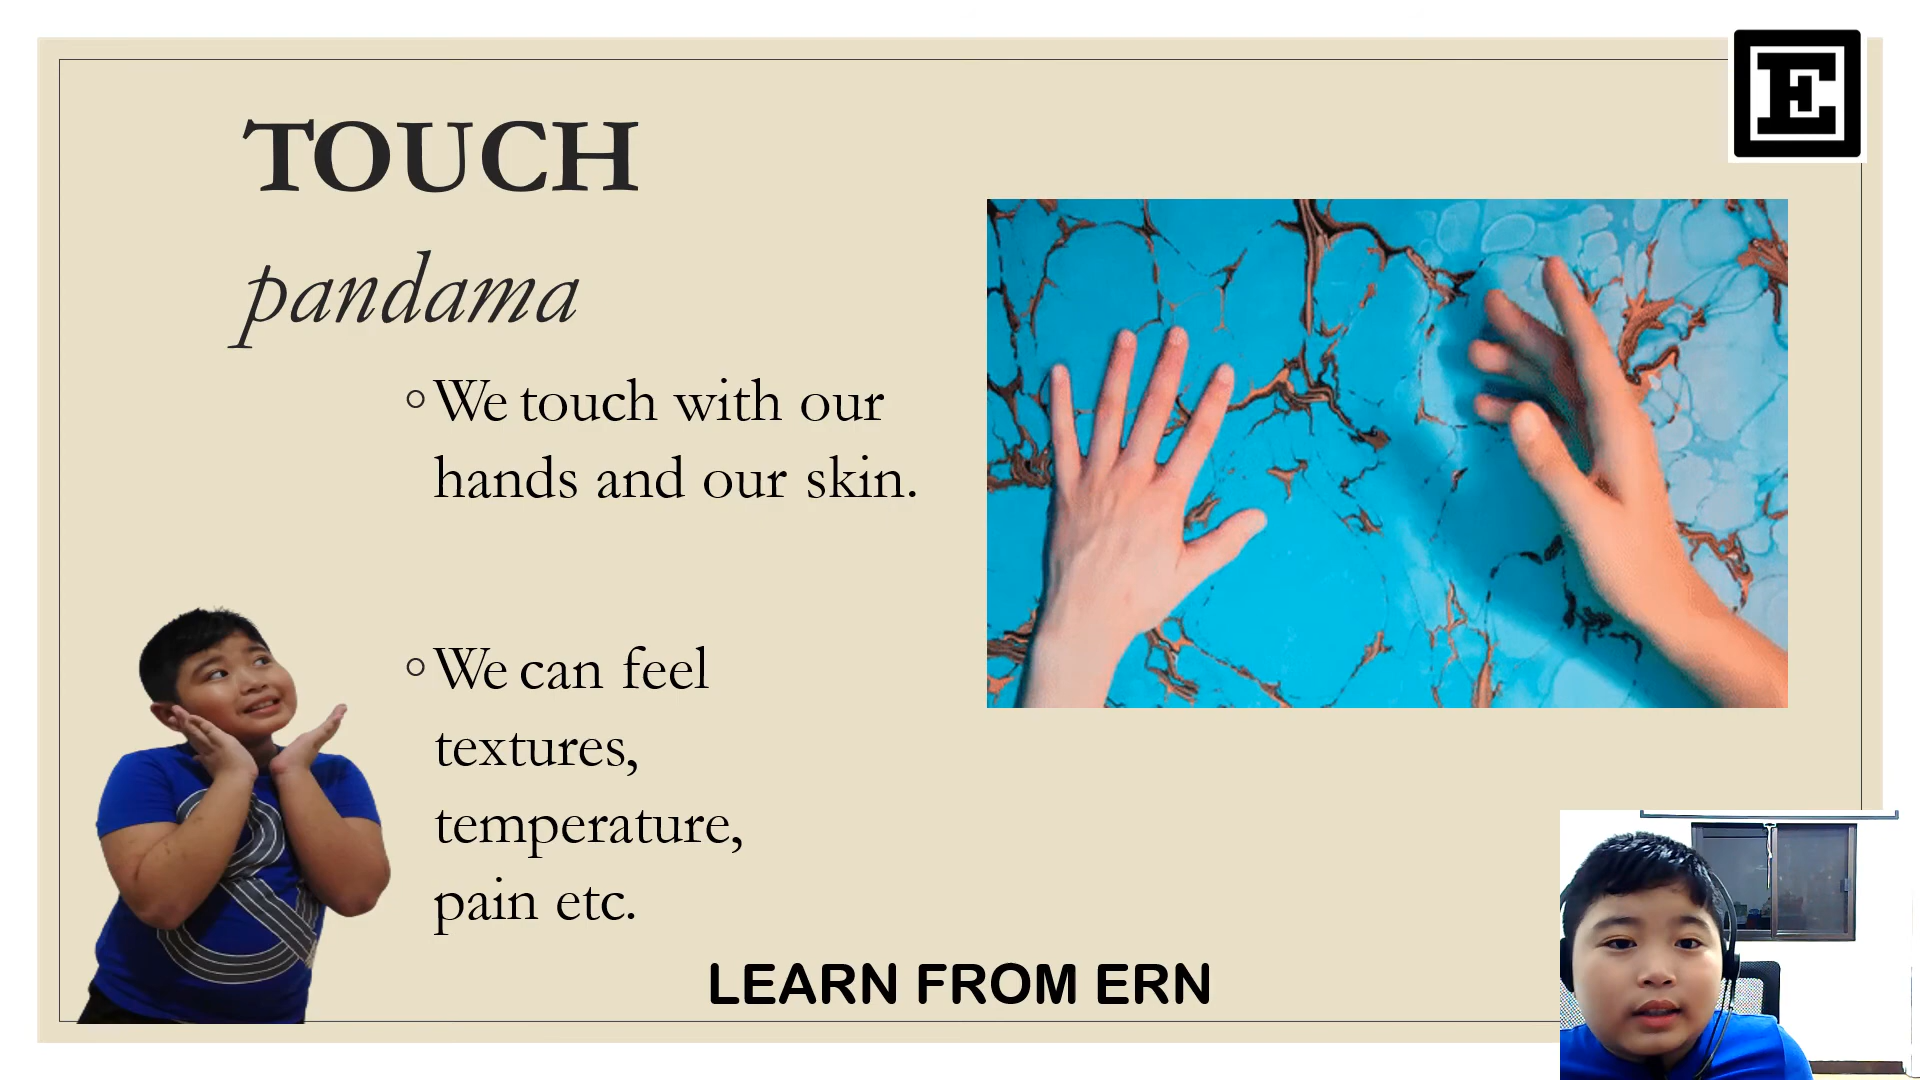 E
TOUCH
pandama
◦We touch with our
hands and our skin.
◦We can feel
textures,
temperature,
pain etc.
LEARN FROM ERN